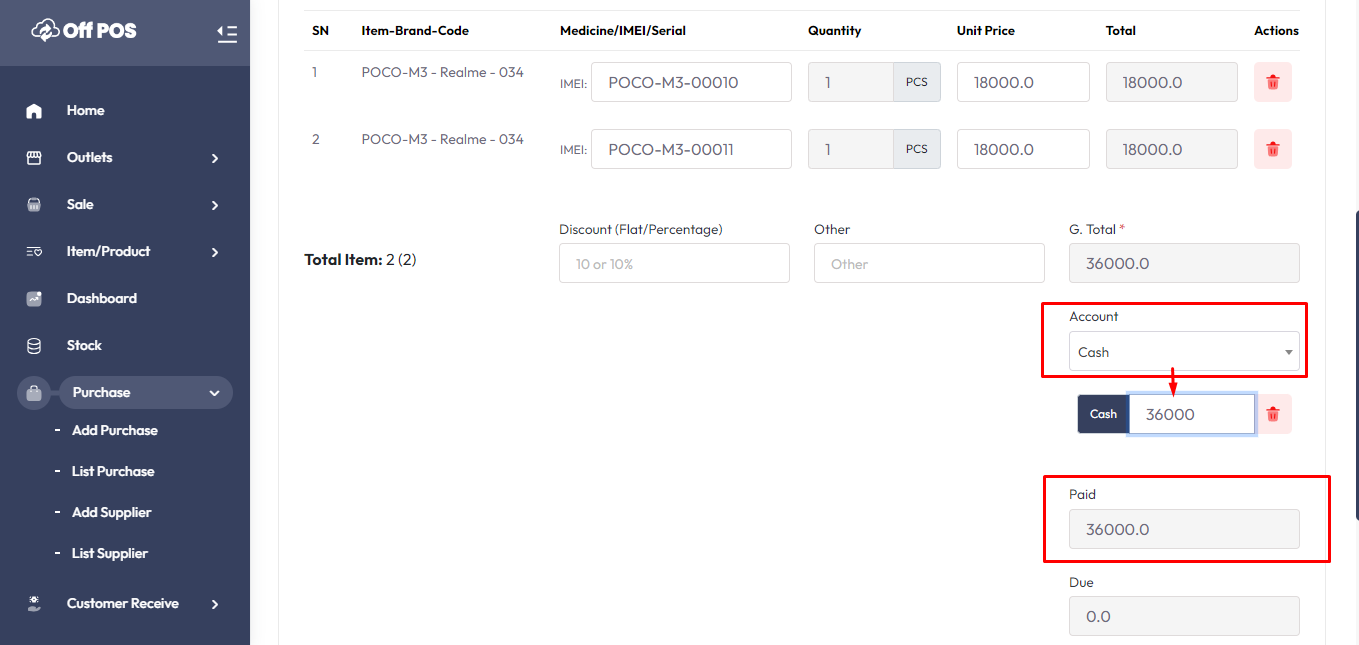 Off POS
Home
Outlets
Sale
Item/Product
Dashboard
Stock
Purchase
- Add Purchase
- List Purchase
- Add Supplier
- List Supplier
Customer Receive
SN Item-Brand-Code Medicine/IMEI/Serial Quantity Unit Price Total Actions
1 POCO-M3 - Realme - 034 IMEI: POCO-M3-00010 1 PCS 18000.0 18000.0
2 POCO-M3 - Realme - 034 IMEI: POCO-M3-00011 1 PCS 18000.0 18000.0
Discount (Flat/Percentage) Other G. Total *
Total Item: 2 (2) 10 or 10% Other 36000.0
Account
Cash
Cash 36000
Paid
36000.0
Due
0.0